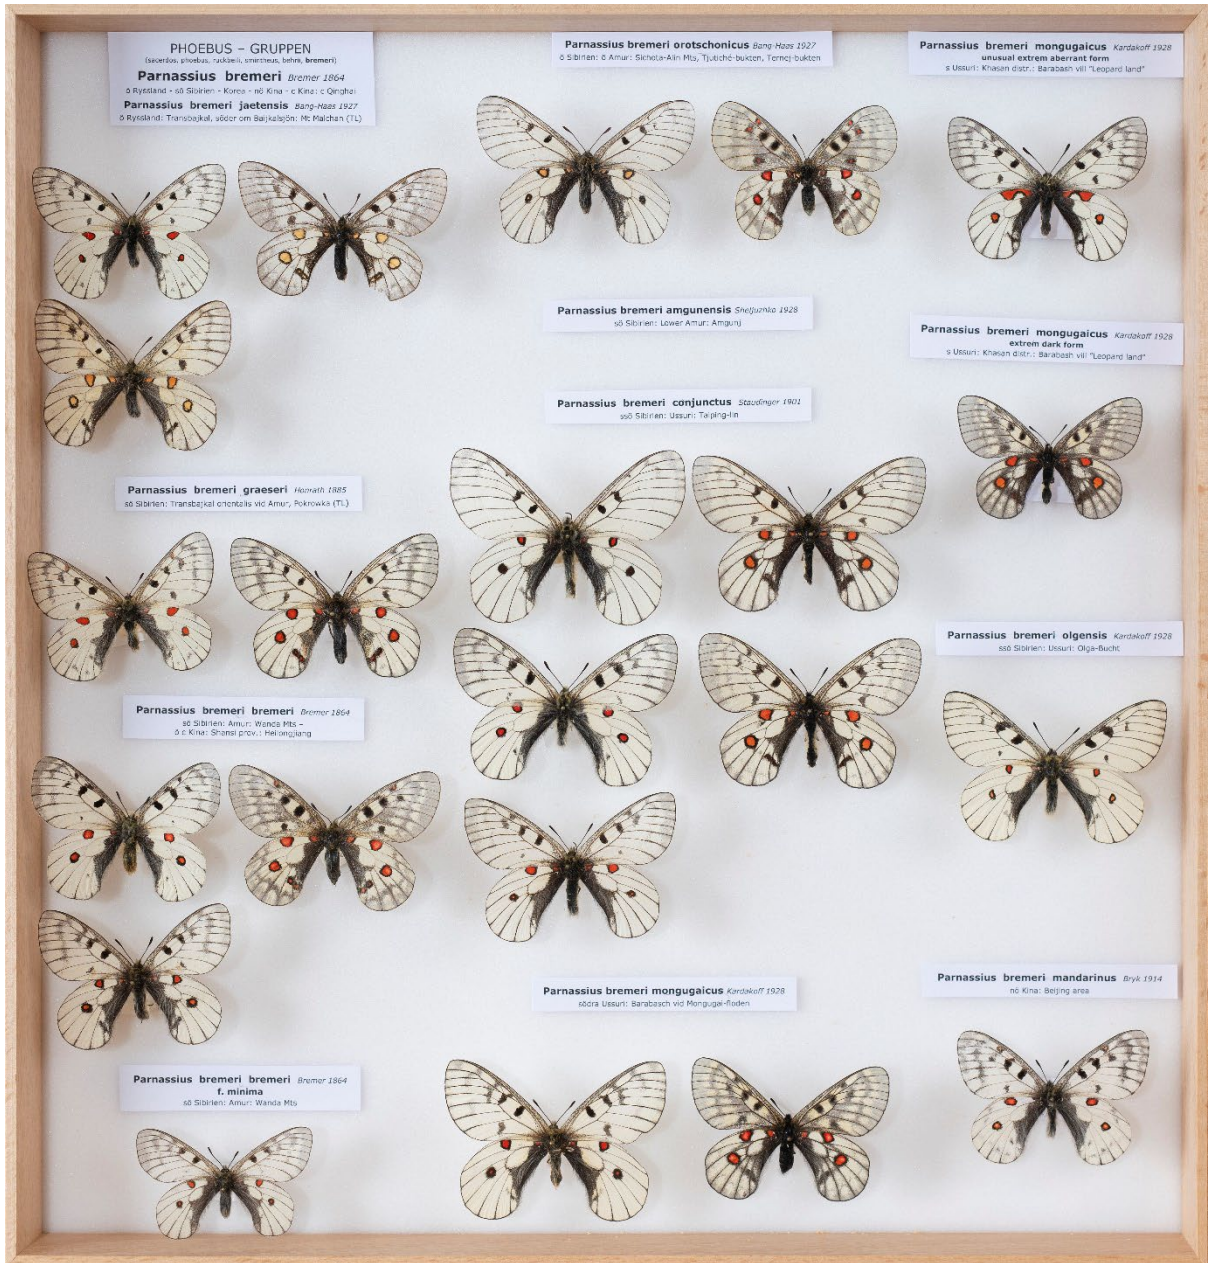 PHOEBUS – GRUPPEN
(sacerdos, phoebus, ruckbeili, smintheus, behrii, bremeri)
Parnassius bremeri Bremer 1864
ö Ryssland - sö Sibirien - Korea - nö Kina - c Kina: c Qinghai
Parnassius bremeri jaetensis Bang-Haas 1927
ö Ryssland: Transbajkal, söder om Baijkalsjön: Mt Malchan (TL)
Parnassius bremeri graeseri Honrath 1885
sö Sibirien: Transbajkal orientalis vid Amur, Pokrowka (TL)
Parnassius bremeri bremeri Bremer 1864
sö Sibirien: Amur: Wanda Mts –
ö c Kina: Shansi prov.: Heilongjiang
Parnassius bremeri bremeri Bremer 1864
f. minima
sö Sibirien: Amur: Wanda Mts
Parnassius bremeri orotschonicus Bang-Haas 1927
ö Sibirien: ö Amur: Sichota-Alin Mts, Tjutiché-bukten, Ternej-bukten
Parnassius bremeri amgunensis Sheljuzhko 1928
sö Sibirien: Lower Amur: Amgunj
Parnassius bremeri conjunctus Staudinger 1901
ssö Sibirien: Ussuri: Taiping-lin
Parnassius bremeri mongugaicus Kardakoff 1928
södra Ussuri: Barabasch vid Mongugai-floden
Parnassius bremeri mongugaicus Kardakoff 1928
unusual extrem aberrant form
s Ussuri: Khasan distr.: Barabash vill "Leopard land"
Parnassius bremeri mongugaicus Kardakoff 1928
extrem dark form
s Ussuri: Khasan distr.: Barabash vill "Leopard land"
Parnassius bremeri olgensis Kardakoff 1928
ssö Sibirien: Ussuri: Olga-Bucht
Parnassius bremeri mandarinus Bryk 1914
nö Kina: Beijing area